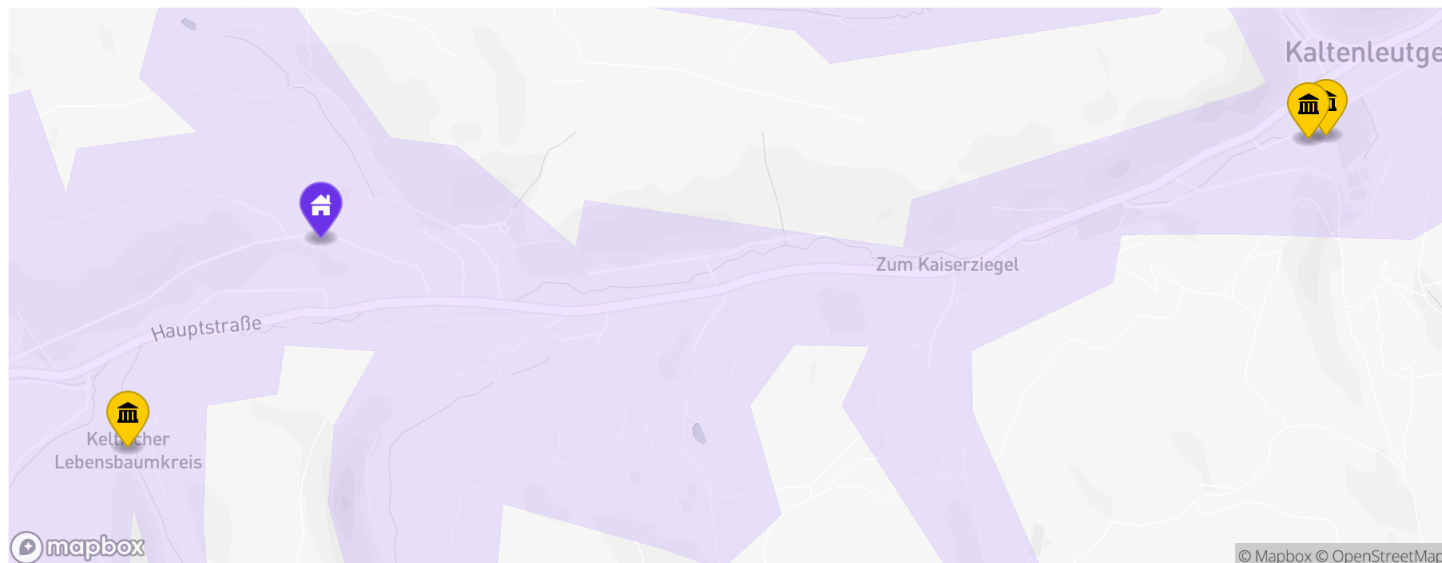 Kaltenleutge
Zum Kaiserziegel
Hauptstraße
Lebensbaumkreis
mapbox
© Mapbox © OpenStreetMap